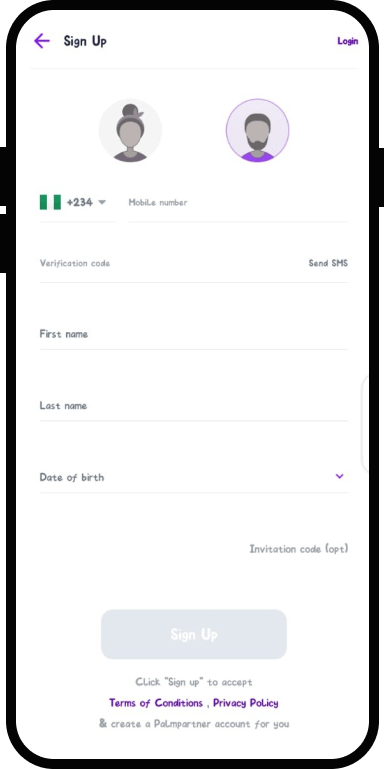 Sign Up
Login
+234
Mobile number
Verification code
Send SMS
First name
Last name
Date of birth
Invitation code (opt)
Sign Up
Click "Sign up" to accept
Terms of Conditions , Privacy Policy
& create a Palmpartner account for you